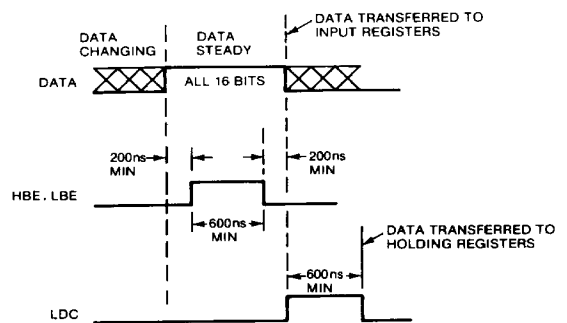 DATA TRANSFERRED TO
INPUT REGISTERS
DATA
CHANGING
DATA
STEADY
DATA
ALL 16 BITS
200ns
MIN
200ns
MIN
HBE, LBE
600ns
MIN
DATA TRANSFERRED TO
HOLDING REGISTERS
600ns
MIN
LDC